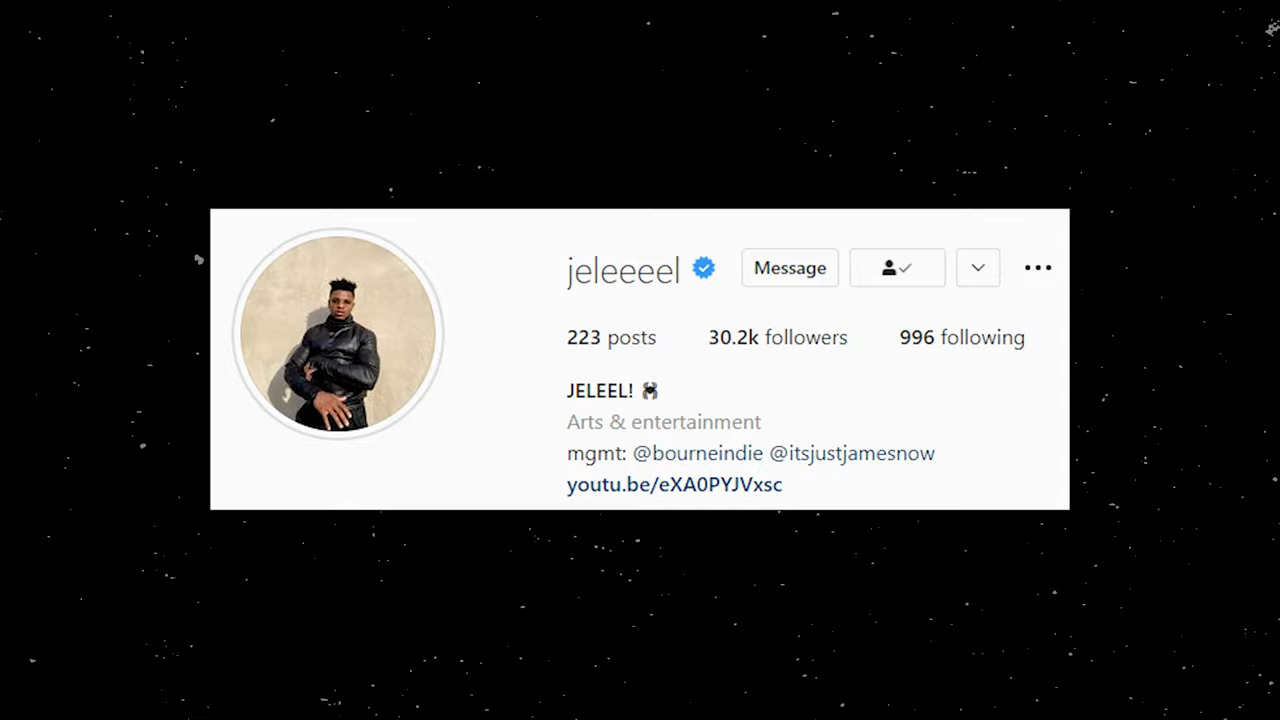 jeleeeel Message
223 posts 30.2k followers 996 following
JELEEL! 🕷
Arts & entertainment
mgmt: @bourneindie @itsjustjamesnow
youtu.be/eXA0PYJVxsc